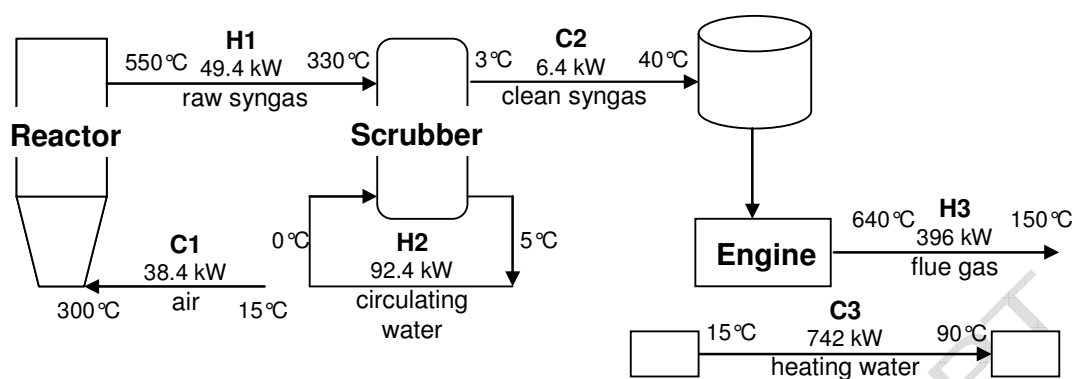 H1
550°C 49.4 kW 330°C
raw syngas
C2
3°C 6.4 kW 40°C
clean syngas
Reactor
Scrubber
C1
38.4 kW
300°C air 15°C
0°C H2 5°C
92.4 kW
circulating
water
Engine
H3
640°C 396 kW 150°C
flue gas
C3
15°C 742 kW 90°C
heating water